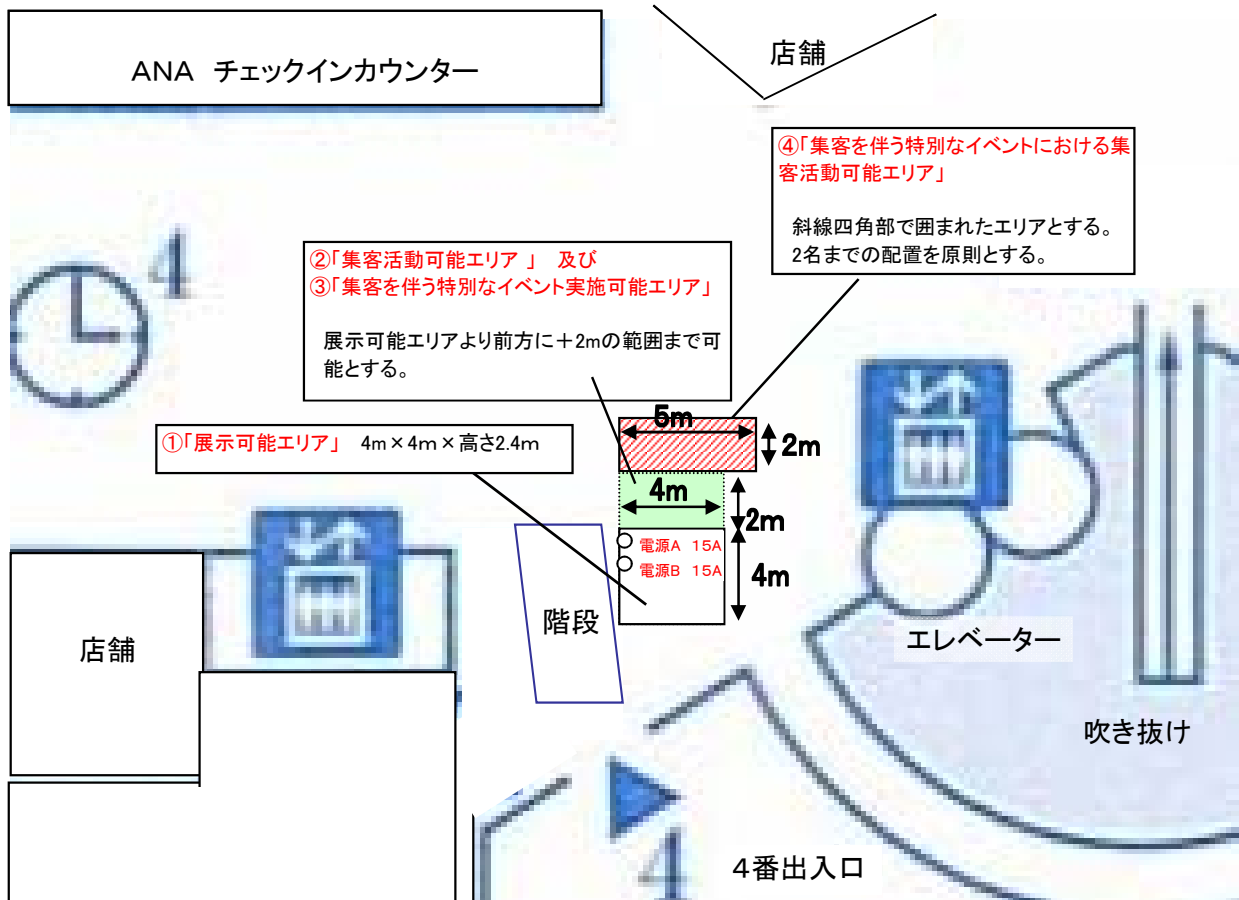 ANA チェックインカウンター
店舗
④「集客を伴う特別なイベントにおける集
客活動可能エリア」
斜線四角部で囲まれたエリアとする。
2名までの配置を原則とする。
4
②「集客活動可能エリア 」 及び
③「集客を伴う特別なイベント実施可能エリア」
展示可能エリアより前方に＋2mの範囲まで可
能とする。
①「展示可能エリア」 4m×4m×高さ2.4m
5m
2m
4m
2m
電源A 15A
電源B 15A
4m
階段
店舗
エレベーター
吹き抜け
4
４番出入口